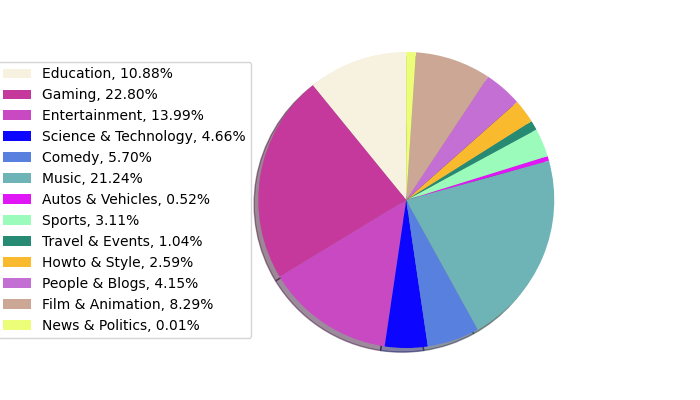 Education, 10.88%
Gaming, 22.80%
Entertainment, 13.99%
Science & Technology, 4.66%
Comedy, 5.70%
Music, 21.24%
Autos & Vehicles, 0.52%
Sports, 3.11%
Travel & Events, 1.04%
Howto & Style, 2.59%
People & Blogs, 4.15%
Film & Animation, 8.29%
News & Politics, 0.01%